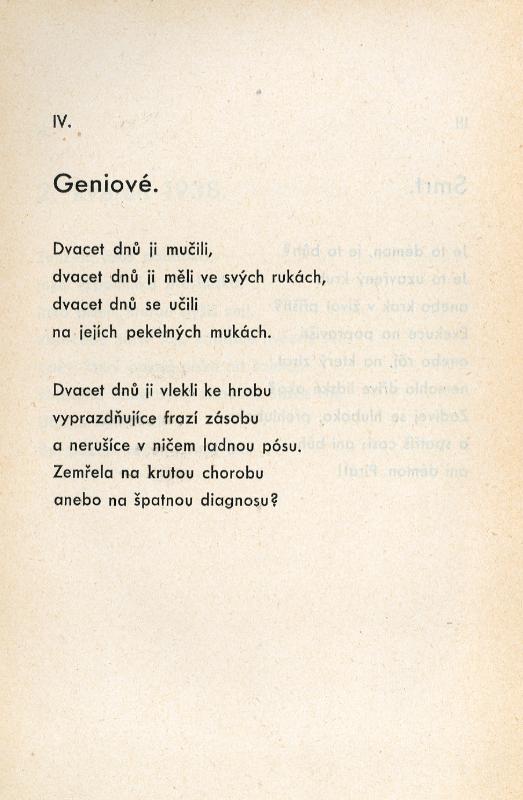 IV.
Geniové.
Dvacet dnů ji mučili,
dvacet dnů ji měli ve svých rukách,
dvacet dnů se učili
na jejích pekelných mukách.
Dvacet dnů ji vlekli ke hrobu
vyprazdňujíce frazí zásobu
a nerušíce v ničem ladnou pósu.
Zemřela na krutou chorobu
anebo na špatnou diagnosu?